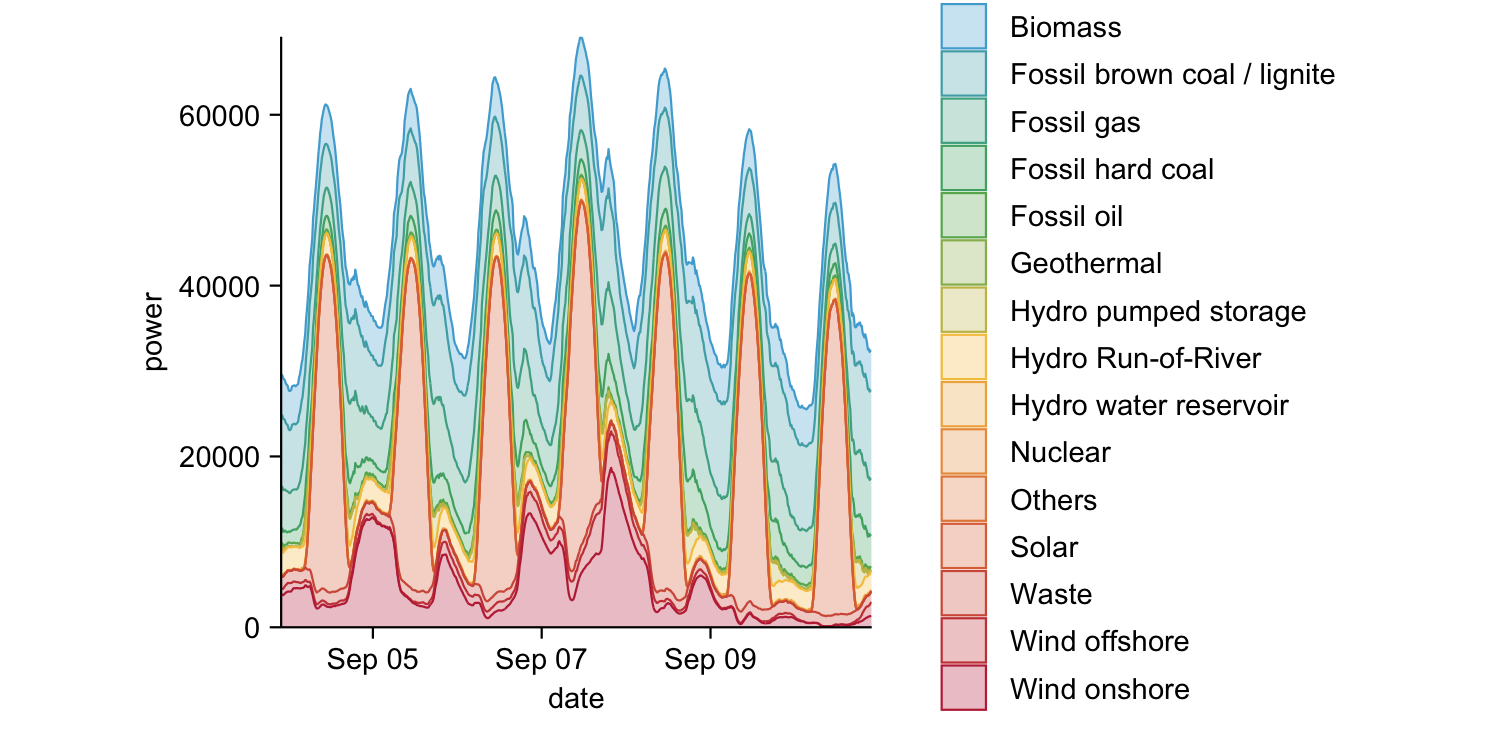 60000
40000
20000
0
power
Sep 05
Sep 07
Sep 09
date
Biomass
Fossil brown coal / lignite
Fossil gas
Fossil hard coal
Fossil oil
Geothermal
Hydro pumped storage
Hydro Run-of-River
Hydro water reservoir
Nuclear
Others
Solar
Waste
Wind offshore
Wind onshore